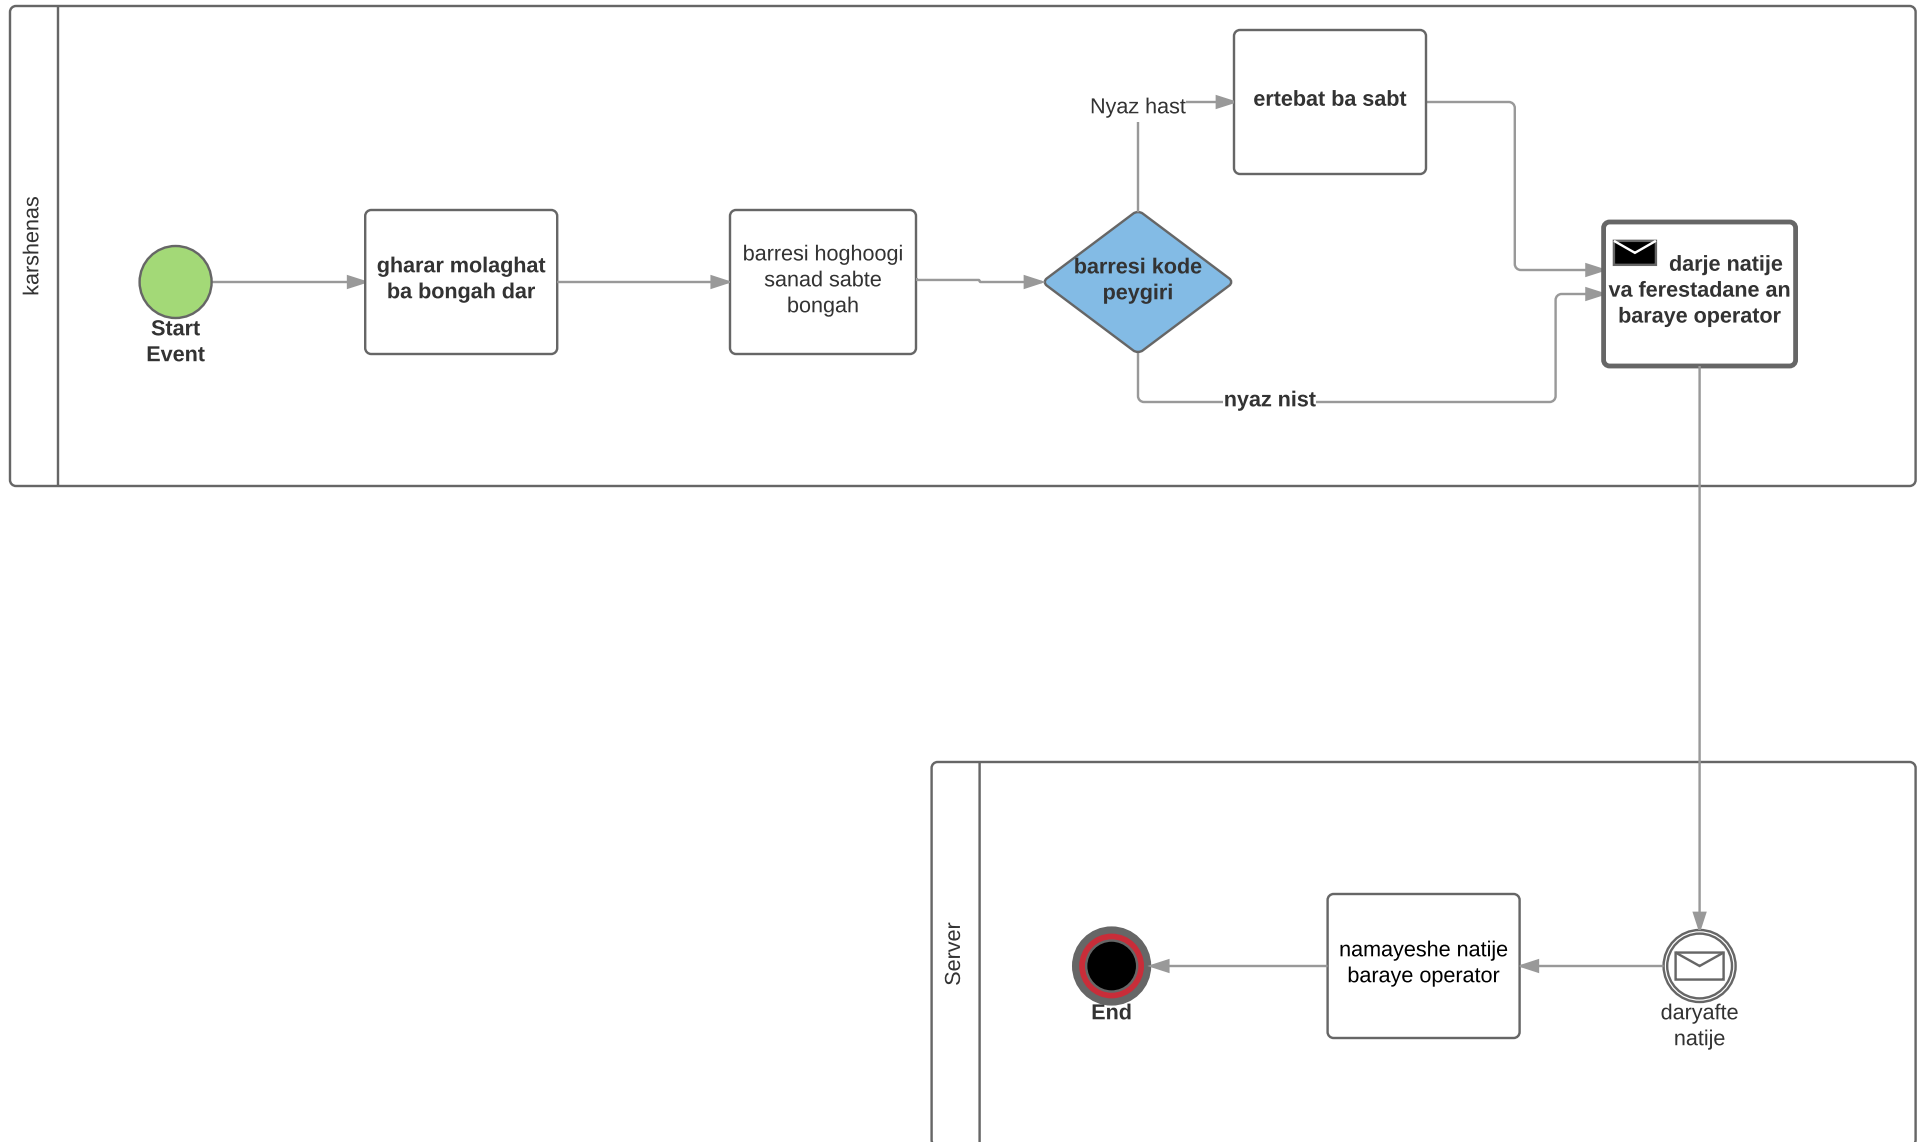 karshenas
Start
Event
gharar molaghat
ba bongah dar
barresi hoghoogi
sanad sabte
bongah
barresi kode
peygiri
Nyaz hast
ertebat ba sabt
nyaz nist
darje natije
va ferestadane an
baraye operator
Server
End
namayeshe natije
baraye operator
daryafte
natije